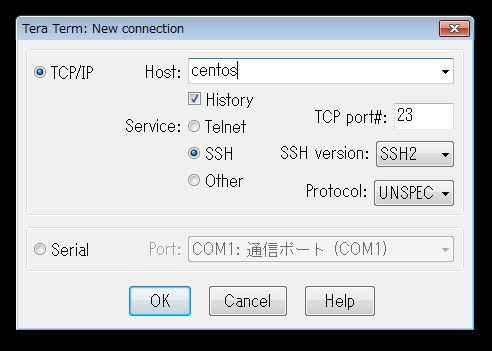 Tera Term: New connection
TCP/IP
Host: centos
History
Service: Telnet
TCP port#: 23
SSH
SSH version: SSH2
Other
Protocol: UNSPEC
Serial
Port: COM1: 通信ポート (COM1)
OK Cancel Help